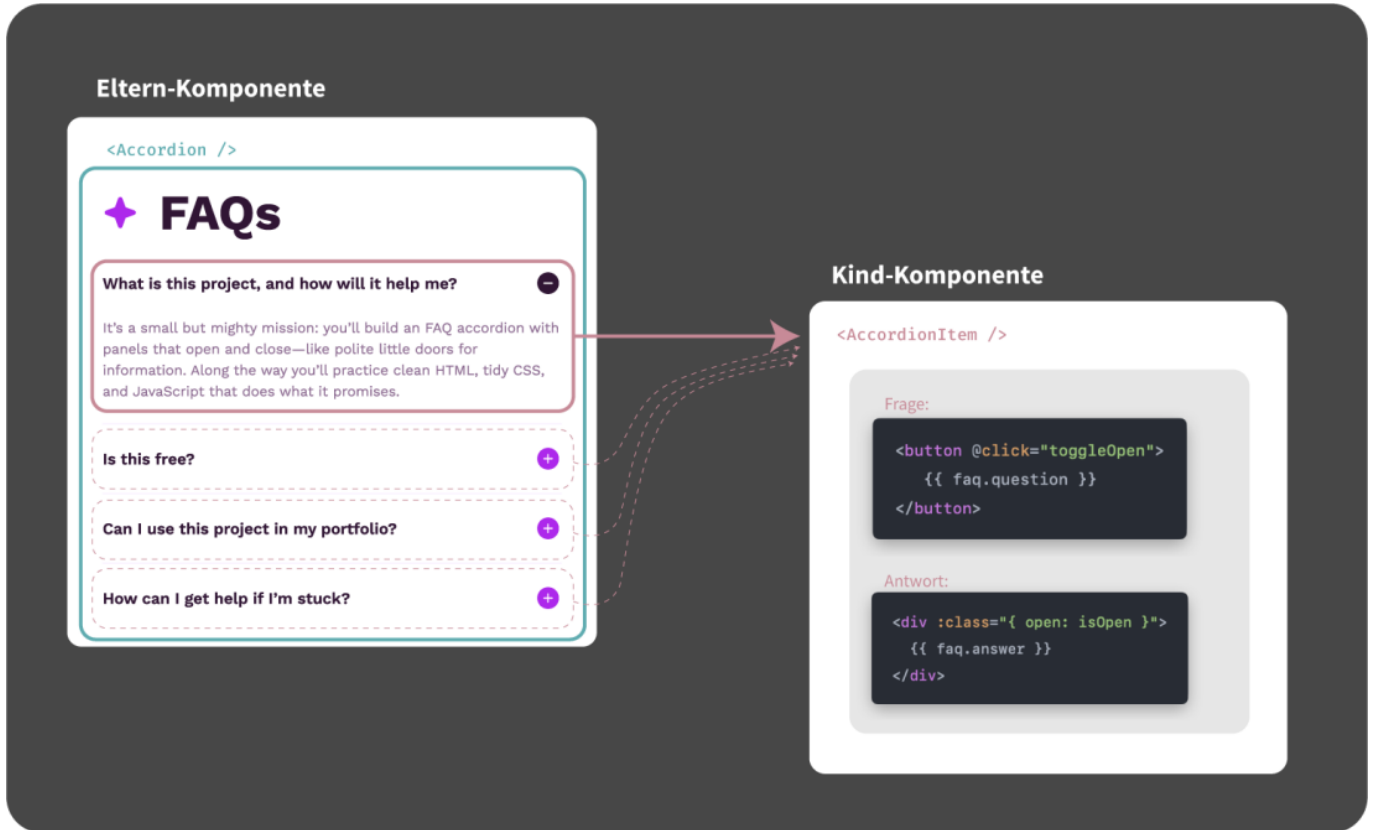 Eltern-Komponente
<Accordion />
FAQs
What is this project, and how will it help me?
It’s a small but mighty mission: you’ll build an FAQ accordion with
panels that open and close—like polite little doors for
information. Along the way you’ll practice clean HTML, tidy CSS,
and JavaScript that does what it promises.
Is this free?
Can I use this project in my portfolio?
How can I get help if I’m stuck?
Kind-Komponente
<AccordionItem />
Frage:
<button @click="toggleOpen">
{{ faq.question }}
</button>
Antwort:
<div :class="{ open: isOpen }">
{{ faq.answer }}
</div>